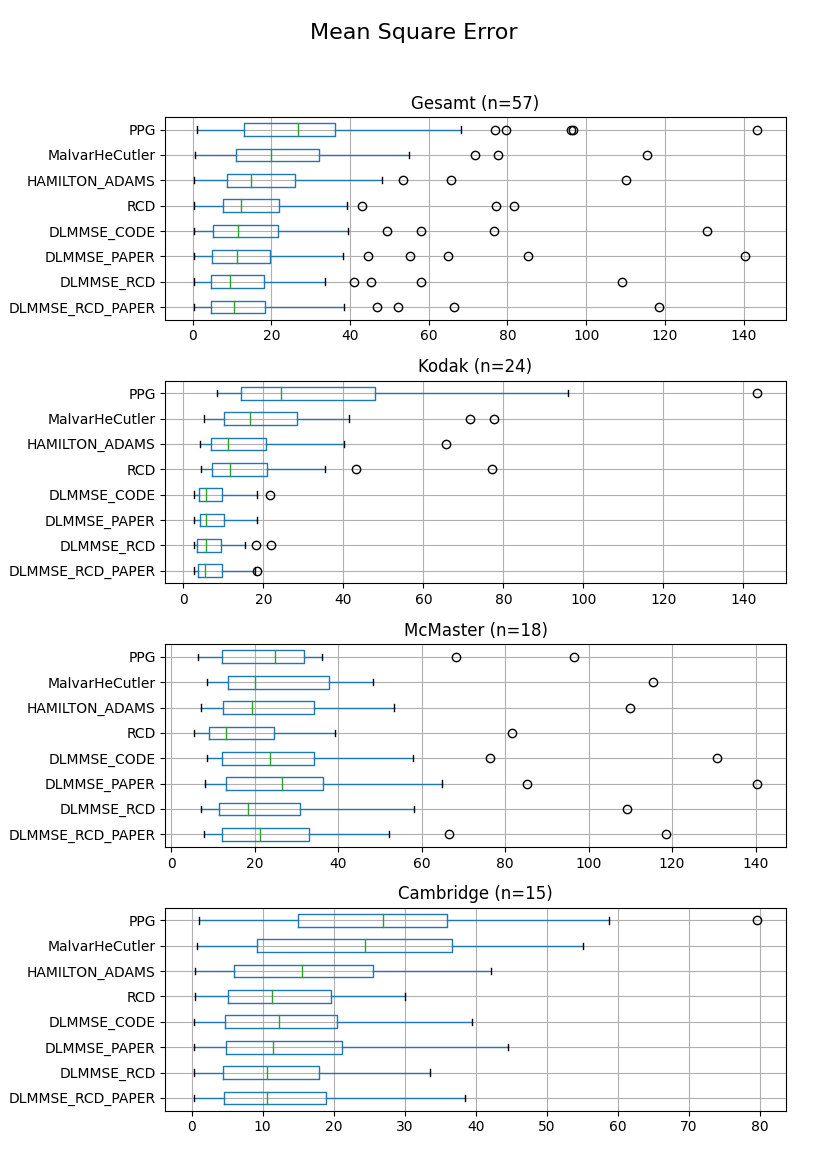 Mean Square Error
Gesamt (n=57)
PPG
MalvarHeCutler
HAMILTON_ADAMS
RCD
DLMMSE_CODE
DLMMSE_PAPER
DLMMSE_RCD
DLMMSE_RCD_PAPER
0 20 40 60 80 100 120 140
Kodak (n=24)
PPG
MalvarHeCutler
HAMILTON_ADAMS
RCD
DLMMSE_CODE
DLMMSE_PAPER
DLMMSE_RCD
DLMMSE_RCD_PAPER
0 20 40 60 80 100 120 140
McMaster (n=18)
PPG
MalvarHeCutler
HAMILTON_ADAMS
RCD
DLMMSE_CODE
DLMMSE_PAPER
DLMMSE_RCD
DLMMSE_RCD_PAPER
0 20 40 60 80 100 120 140
Cambridge (n=15)
PPG
MalvarHeCutler
HAMILTON_ADAMS
RCD
DLMMSE_CODE
DLMMSE_PAPER
DLMMSE_RCD
DLMMSE_RCD_PAPER
0 10 20 30 40 50 60 70 80